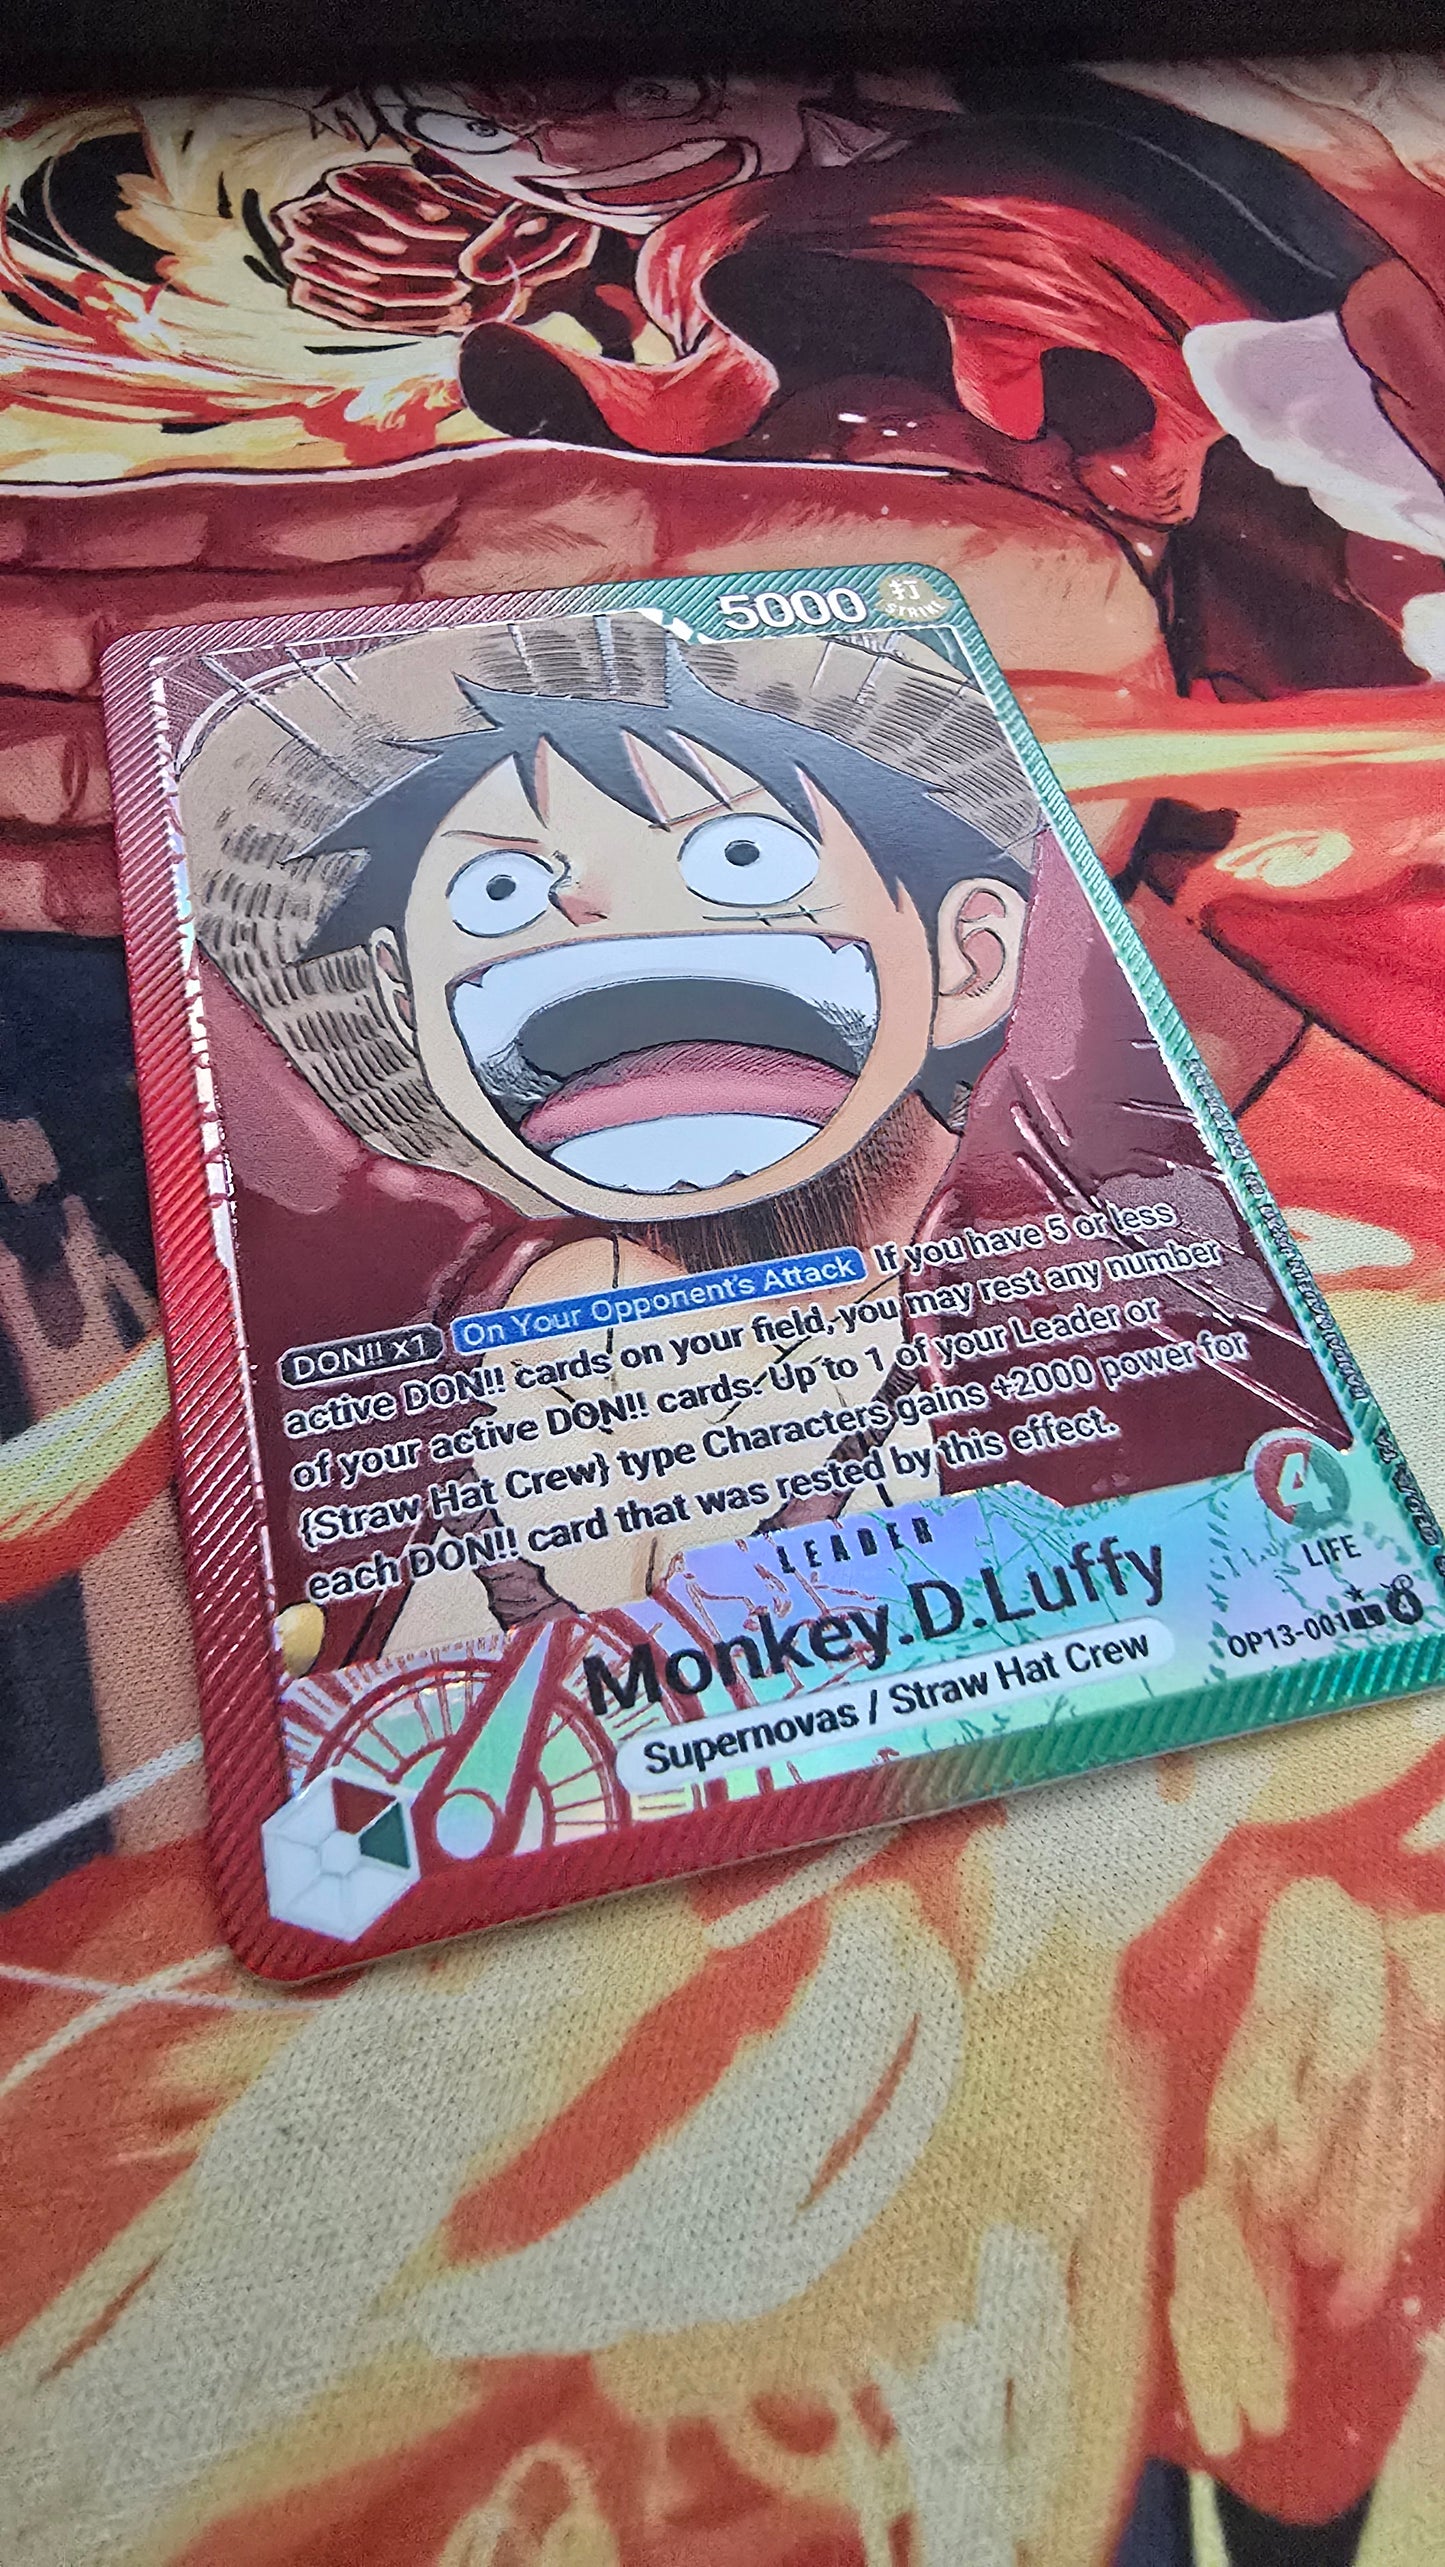 5000
打
STRIKE
DON!! x1 On Your Opponent's Attack If you have 5 or less
active DON!! cards on your field, you may rest any number
of your active DON!! cards: Up to 1 of your Leader or
{Straw Hat Crew} type Characters gains +2000 power for
each DON!! card that was rested by this effect.
LEADER
4
Monkey.D.Luffy
LIFE
Supernovas / Straw Hat Crew
OP13-001 L